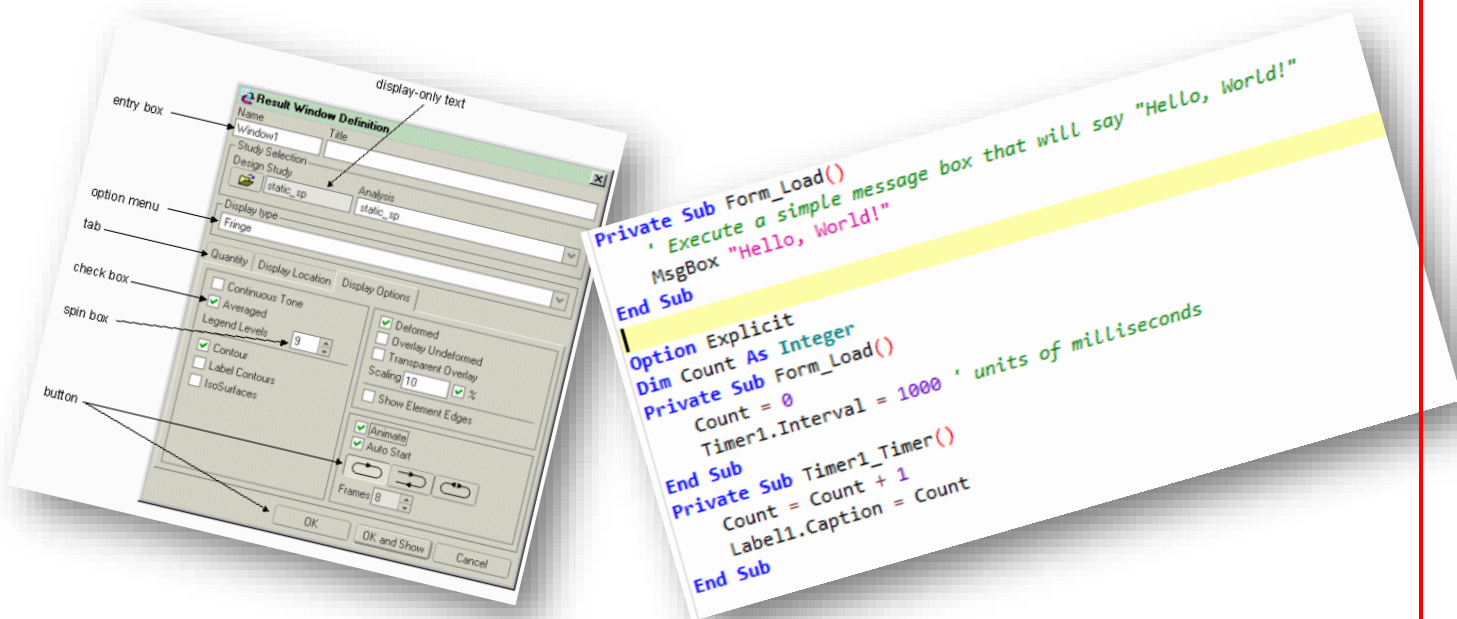 display-only text
entry box
Result Window Definition
Name
Title
Window1
Study Selection
Design Study
Analysis
static_sp
static_sp
option menu
Display type
Fringe
tab
Quantity
Display Location
Display Options
check box
Continuous Tone
Averaged
Legend Levels
9
spin box
Contour
Label Contours
IsoSurfaces
Deformed
Overlay Undeformed
Transparent Overlay
Scaling 10 %
Show Element Edges
button
Animate
Auto Start
Frames 8
OK
OK and Show
Cancel
Private Sub Form_Load()
' Execute a simple message box that will say "Hello, World!"
MsgBox "Hello, World!"
End Sub
Option Explicit
Dim Count As Integer
Private Sub Form_Load()
Count = 0
Timer1.Interval = 1000 ' units of milliseconds
End Sub
Private Sub Timer1_Timer()
Count = Count + 1
Label1.Caption = Count
End Sub